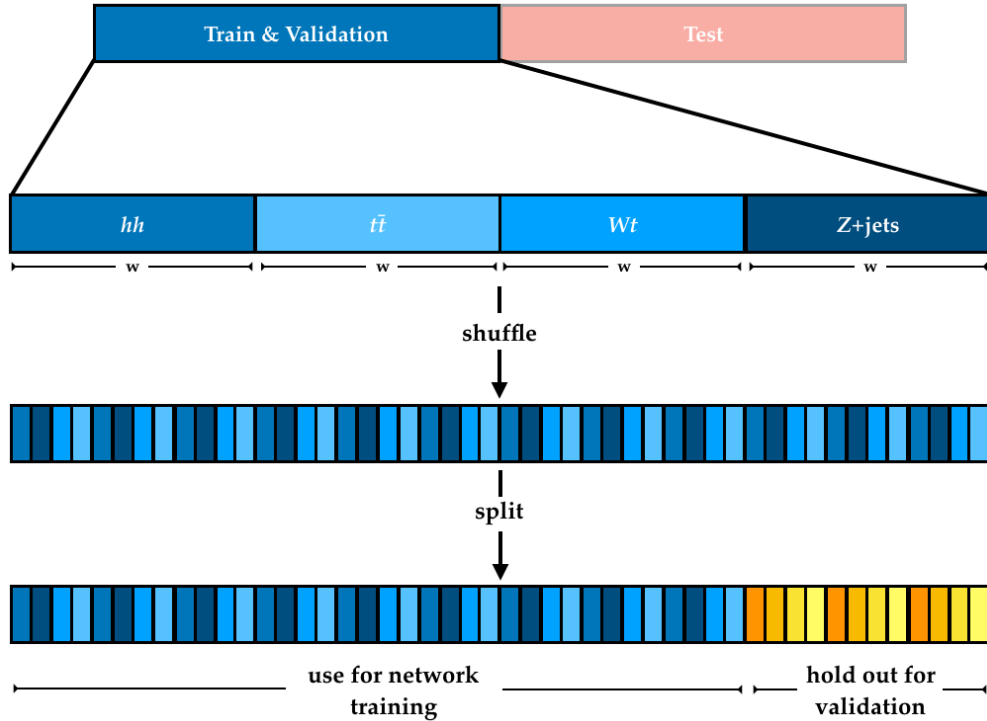 Train & Validation Test
hh tt̄ Wt Z+jets
w w w w
shuffle
split
use for network
training
hold out for
validation